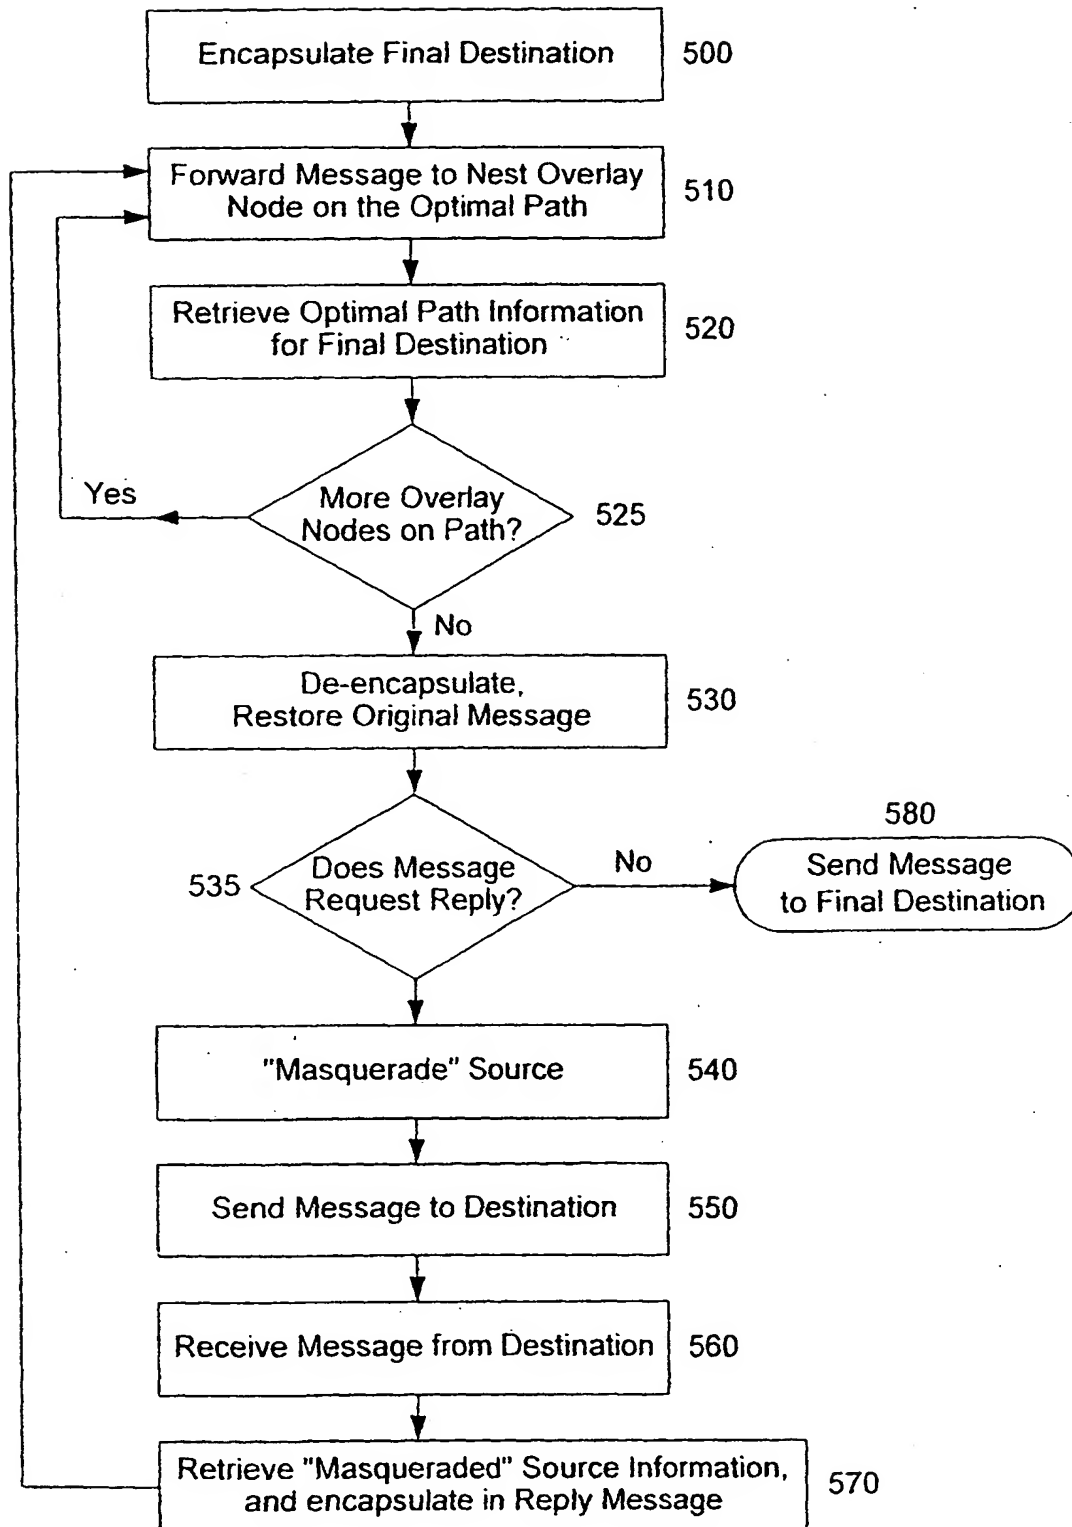 Encapsulate Final Destination
500
Forward Message to Nest Overlay
Node on the Optimal Path
510
Retrieve Optimal Path Information
for Final Destination
520
Yes
More Overlay
Nodes on Path?
525
No
De-encapsulate,
Restore Original Message
530
580
535
Does Message
Request Reply?
No
Send Message
to Final Destination
"Masquerade" Source
540
Send Message to Destination
550
Receive Message from Destination
560
Retrieve "Masqueraded" Source Information,
and encapsulate in Reply Message
570